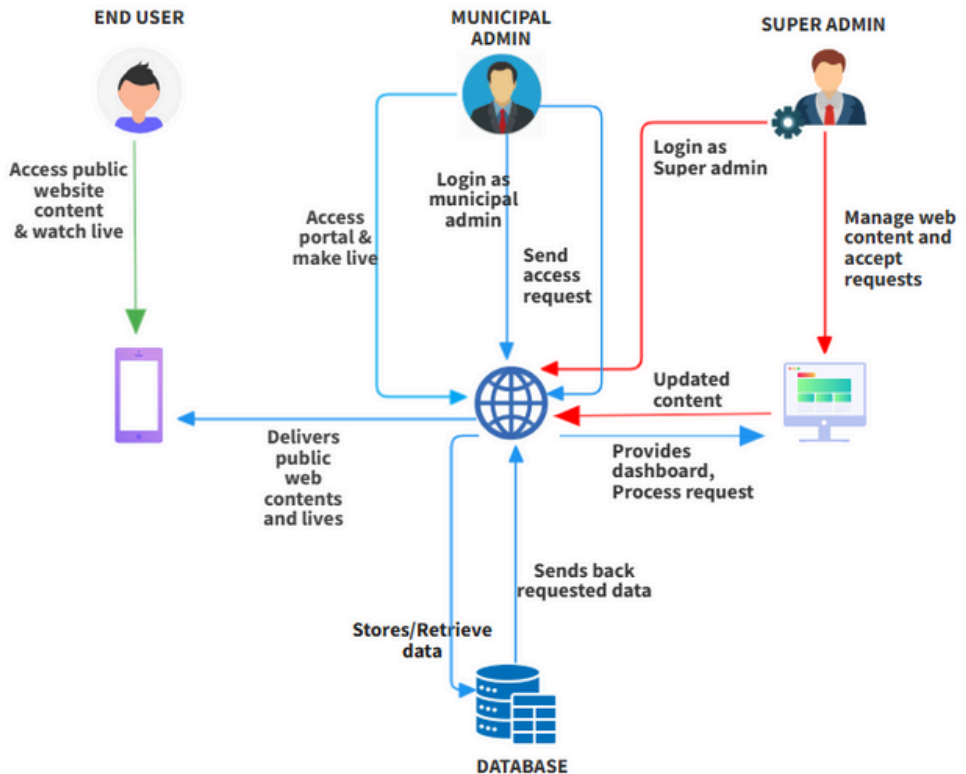 END USER
MUNICIPAL
ADMIN
SUPER ADMIN
Access public
website
content
& watch live
Access
portal &
make live
Login as
municipal
admin
Send
access
request
Login as
Super admin
Manage web
content and
accept
requests
Updated
content
Delivers
public
web
contents
and lives
Provides
dashboard,
Process request
Sends back
requested data
Stores/Retrieve
data
DATABASE